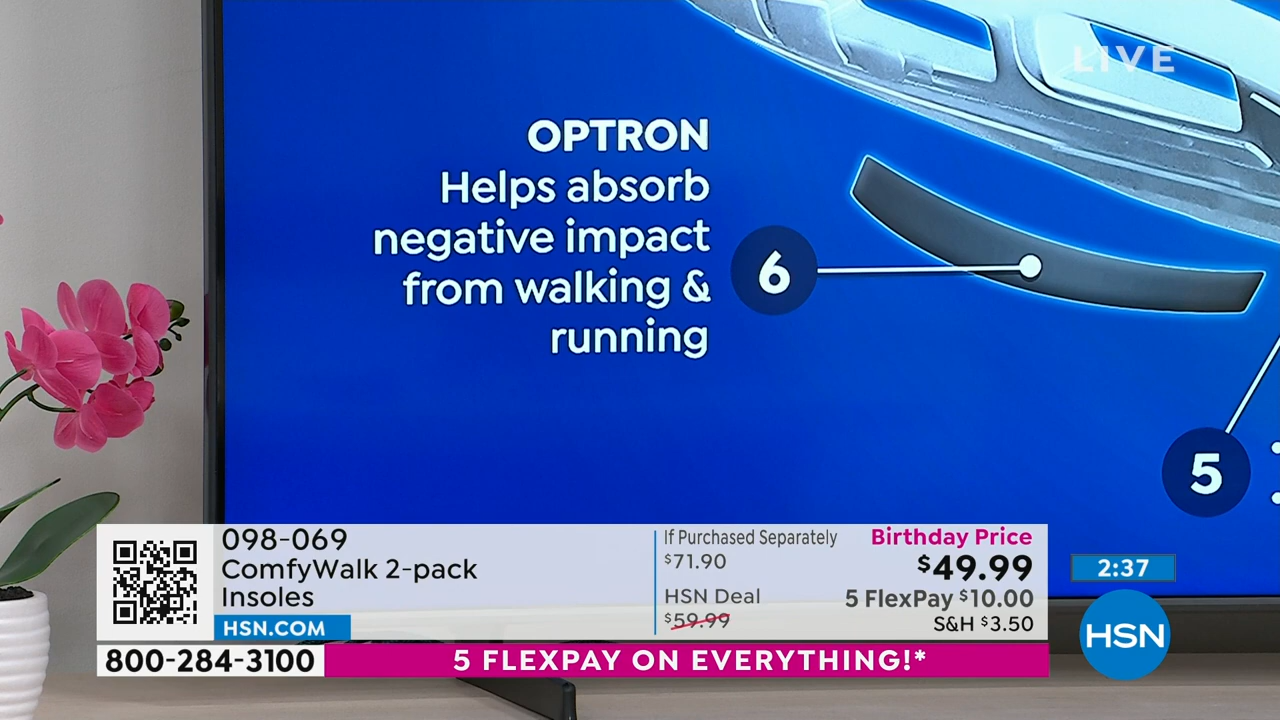 LIVE
OPTRON
Helps absorb
negative impact
from walking &
running
6
5
098-069
ComfyWalk 2-pack
Insoles
HSN.COM
If Purchased Separately
$71.90
HSN Deal
$59.99
Birthday Price
$49.99
5 FlexPay $10.00
S&H $3.50
2:37
HSN
800-284-3100
5 FLEXPAY ON EVERYTHING!*